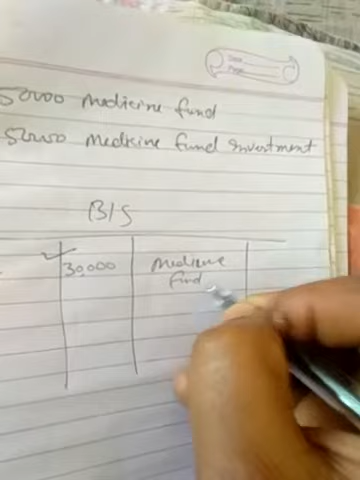 Date
Page
50000 Medicine fund
50000 Medicine Fund Investment
B/S
30,000 Medicine
fund